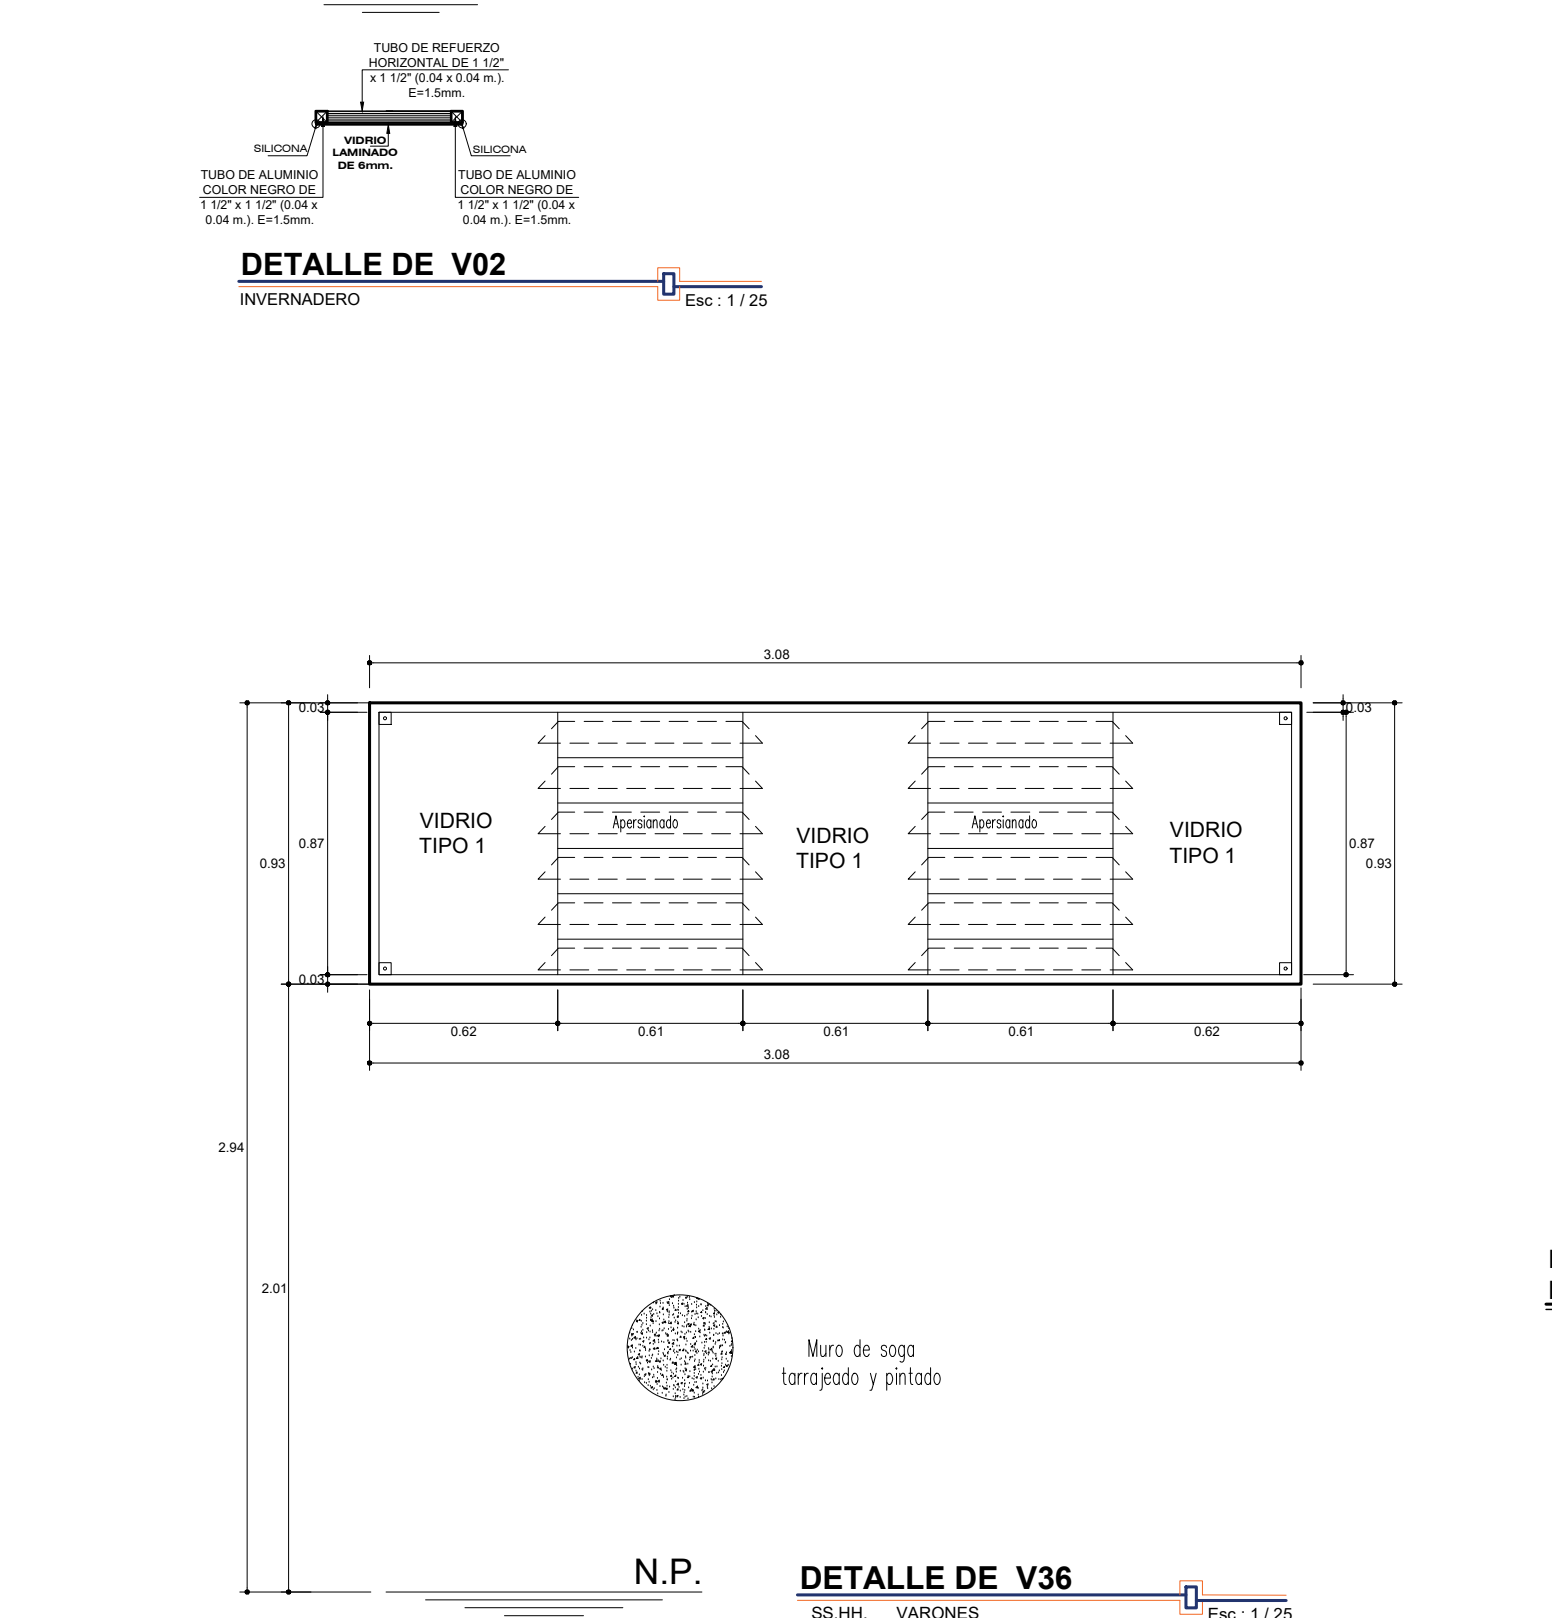 TUBO DE REFUERZO
HORIZONTAL DE 1 1/2"
x 1 1/2" (0.04 x 0.04 m.).
E=1.5mm.
SILICONA
VIDRIO
LAMINADO
DE 6mm.
SILICONA
TUBO DE ALUMINIO
COLOR NEGRO DE
1 1/2" x 1 1/2" (0.04 x
0.04 m.). E=1.5mm.
TUBO DE ALUMINIO
COLOR NEGRO DE
1 1/2" x 1 1/2" (0.04 x
0.04 m.). E=1.5mm.
DETALLE DE V02
INVERNADERO
Esc : 1 / 25
3.08
0.03
0.03
VIDRIO
TIPO 1
Apersianado
VIDRIO
TIPO 1
Apersianado
VIDRIO
TIPO 1
0.87
0.93
0.87
0.93
0.03
0.62
0.61
0.61
0.61
0.62
3.08
2.94
2.01
Muro de soga
tarrajeado y pintado
N.P.
DETALLE DE V36
SS.HH. VARONES
Esc : 1 / 25